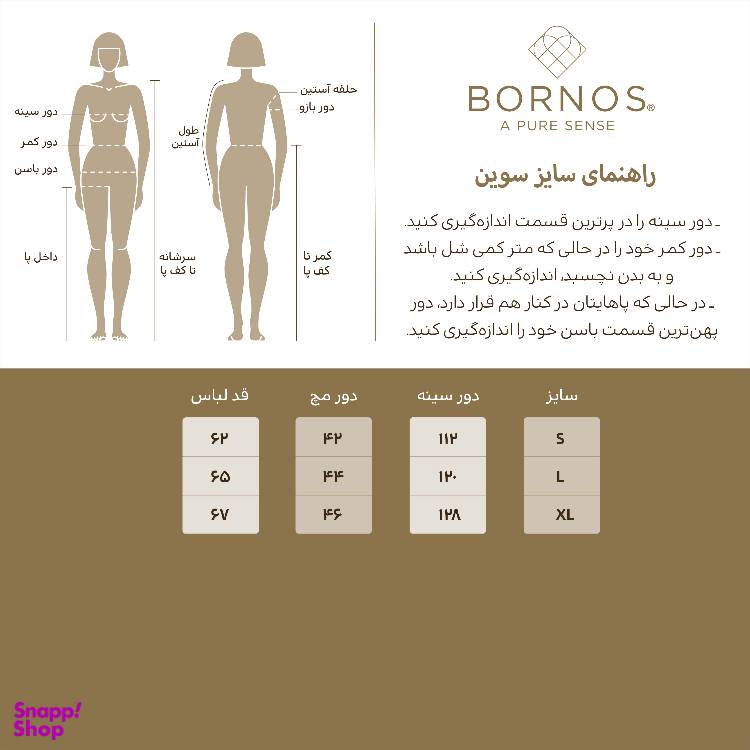 BORNOS®
A PURE SENSE
راهنمای سایز سوین
ـ دور سینه را در پرترین قسمت اندازه‌گیری کنید.
ـ دور کمر خود را در حالی که متر کمی شل باشد
و به بدن نچسبد، اندازه‌گیری کنید.
ـ در حالی که پاهایتان در کنار هم قرار دارد، دور
پهن‌ترین قسمت باسن خود را اندازه‌گیری کنید.
حلقه آستین
دور بازو
طول
آستین
کمر تا
کف پا
دور سینه
دور کمر
دور باسن
داخل پا
سرشانه
تا کف پا
سایز دور سینه دور مچ قد لباس
S ۱۱۲ ۴۲ ۶۲
L ۱۲۰ ۴۴ ۶۵
XL ۱۲۸ ۴۶ ۶۷
Snapp!
Shop